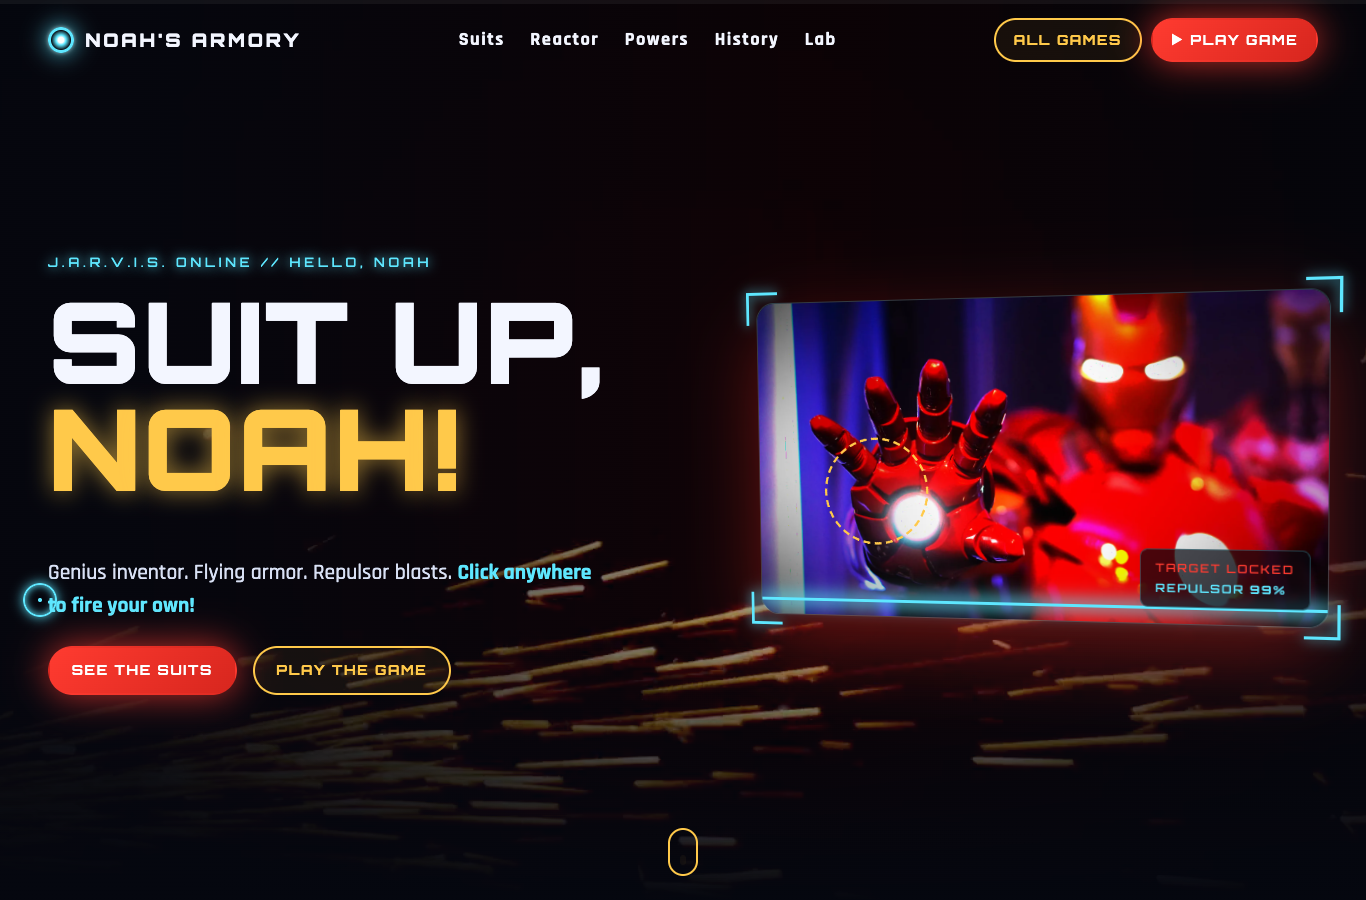 NOAH'S ARMORY
Suits Reactor Powers History Lab
ALL GAMES
PLAY GAME
J.A.R.V.I.S. ONLINE // HELLO, NOAH
SUIT UP,
NOAH!
Genius inventor. Flying armor. Repulsor blasts. Click anywhere
to fire your own!
SEE THE SUITS
PLAY THE GAME
TARGET LOCKED
REPULSOR 99%